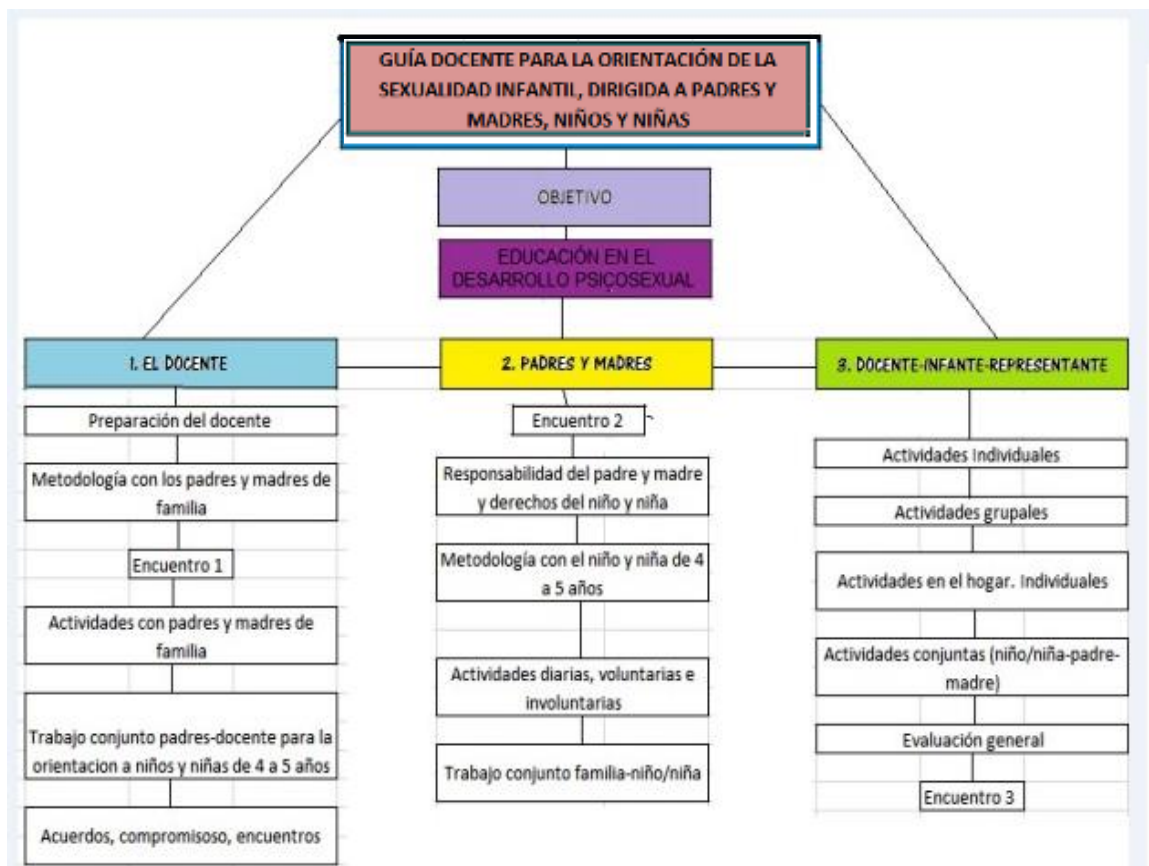 GUÍA DOCENTE PARA LA ORIENTACIÓN DE LA
SEXUALIDAD INFANTIL, DIRIGIDA A PADRES Y
MADRES, NIÑOS Y NIÑAS
OBJETIVO
EDUCACIÓN EN EL
DESARROLLO PSICOSEXUAL
1. EL DOCENTE
Preparación del docente
Metodología con los padres y madres de
familia
Encuentro 1
Actividades con padres y madres de
familia
Trabajo conjunto padres-docente para la
orientacion a niños y niñas de 4 a 5 años
Acuerdos, compromisoso, encuentros
2. PADRES Y MADRES
Encuentro 2
Responsabilidad del padre y madre
y derechos del niño y niña
Metodología con el niño y niña de 4
a 5 años
Actividades diarias, voluntarias e
involuntarias
Trabajo conjunto familia-niño/niña
3. DOCENTE-INFANTE-REPRESENTANTE
Actividades Individuales
Actividades grupales
Actividades en el hogar. Individuales
Actividades conjuntas (niño/niña-padre-
madre)
Evaluación general
Encuentro 3